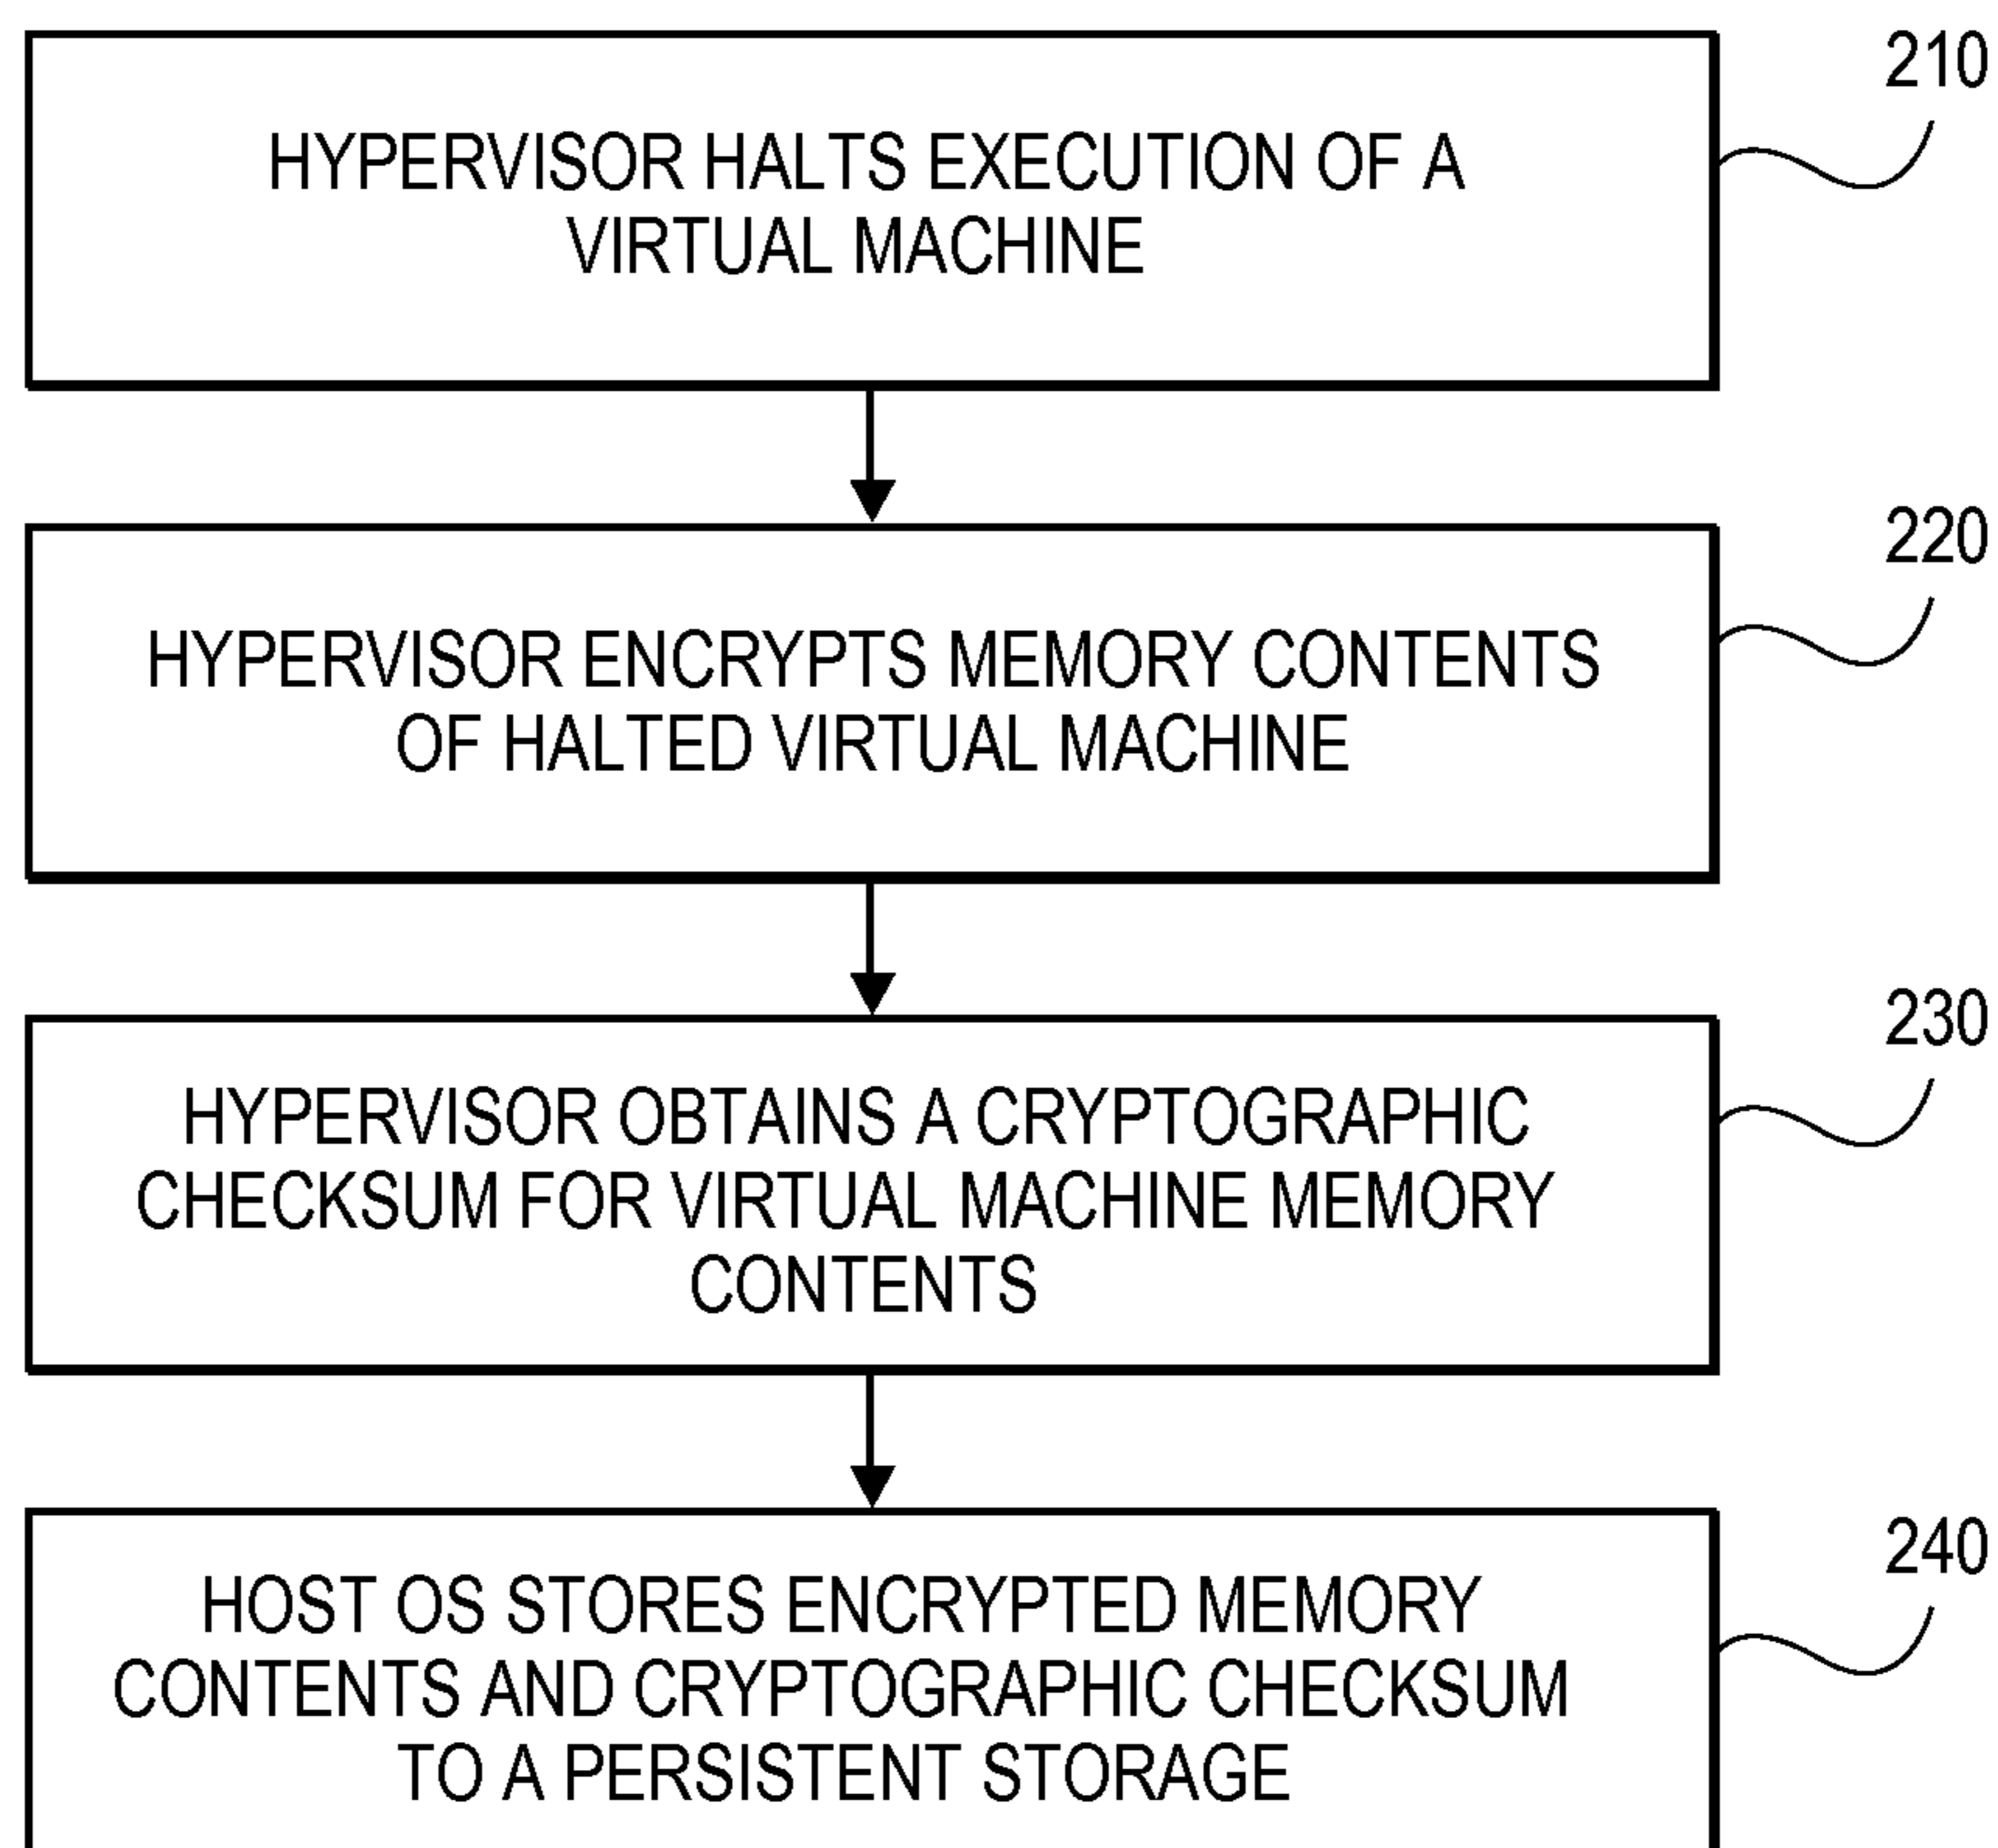 210
HYPERVISOR HALTS EXECUTION OF A
VIRTUAL MACHINE
220
HYPERVISOR ENCRYPTS MEMORY CONTENTS
OF HALTED VIRTUAL MACHINE
230
HYPERVISOR OBTAINS A CRYPTOGRAPHIC
CHECKSUM FOR VIRTUAL MACHINE MEMORY
CONTENTS
240
HOST OS STORES ENCRYPTED MEMORY
CONTENTS AND CRYPTOGRAPHIC CHECKSUM
TO A PERSISTENT STORAGE